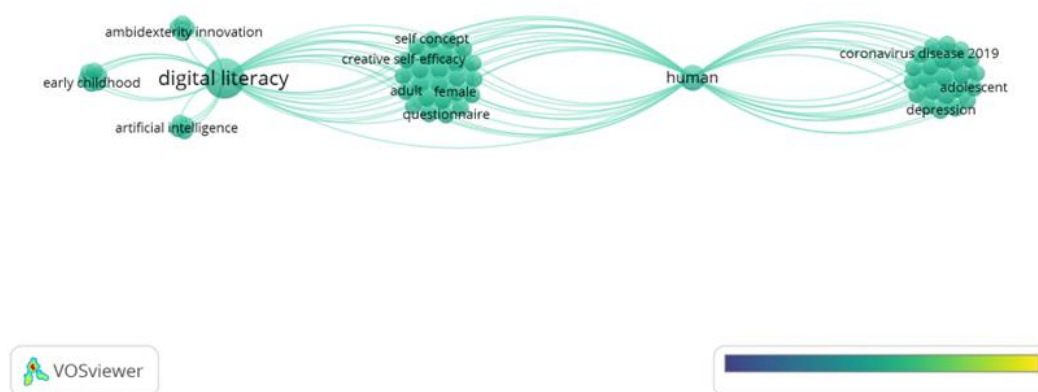 ambidexterity innovation
early childhood
digital literacy
artificial intelligence
self concept
creative self-efficacy
adult
female
questionnaire
human
coronavirus disease 2019
adolescent
depression
VOSviewer